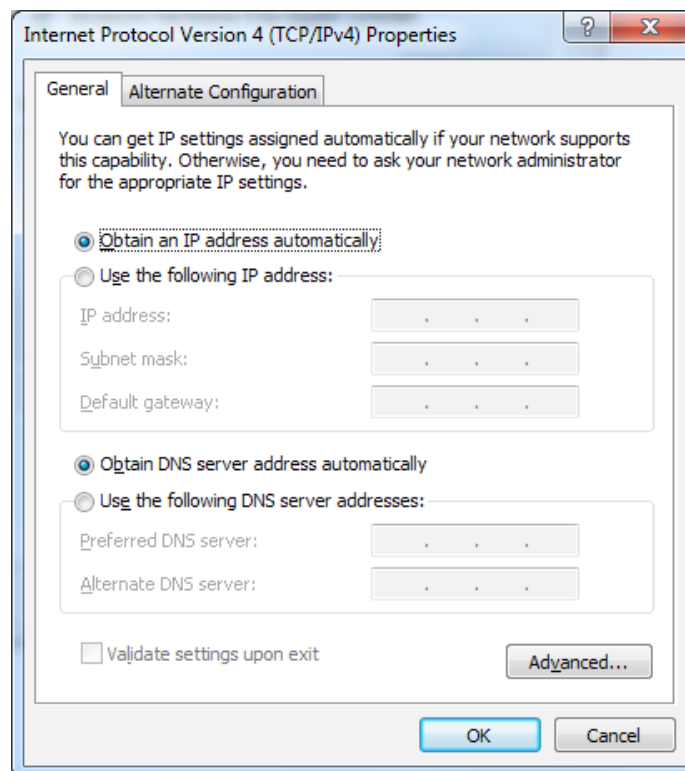 Internet Protocol Version 4 (TCP/IPv4) Properties
General
Alternate Configuration
You can get IP settings assigned automatically if your network supports
this capability. Otherwise, you need to ask your network administrator
for the appropriate IP settings.
Obtain an IP address automatically
Use the following IP address:
IP address:
Subnet mask:
Default gateway:
Obtain DNS server address automatically
Use the following DNS server addresses:
Preferred DNS server:
Alternate DNS server:
Validate settings upon exit
Advanced...
OK
Cancel